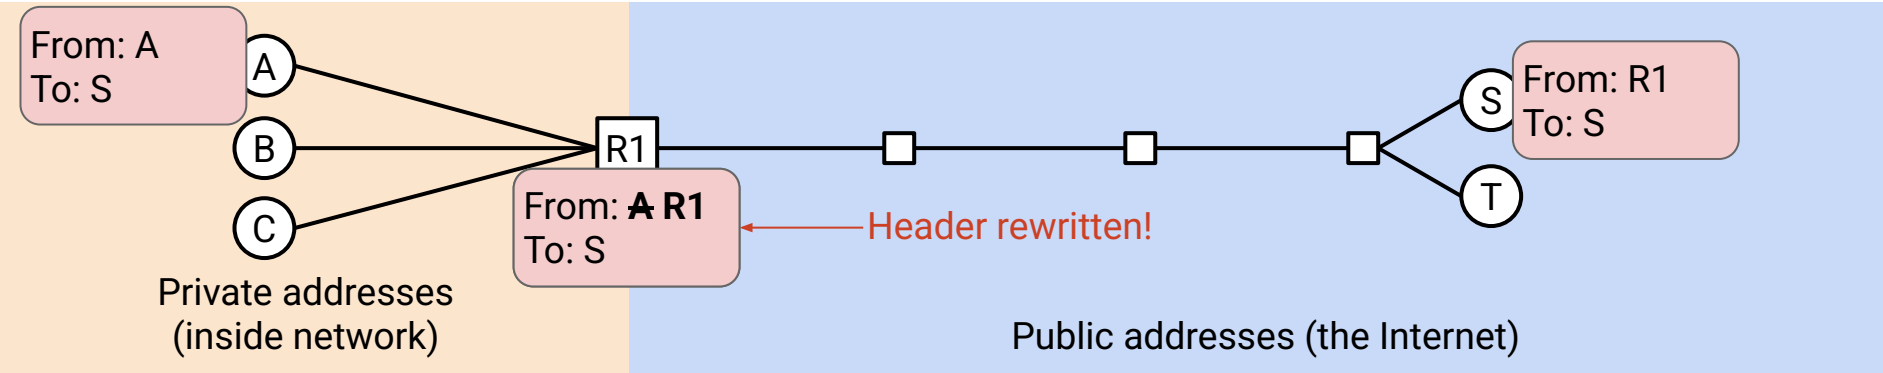 From: A
To: S
A
B
C
R1
From: A R1
To: S
Header rewritten!
S
From: R1
To: S
T
Private addresses
(inside network)
Public addresses (the Internet)